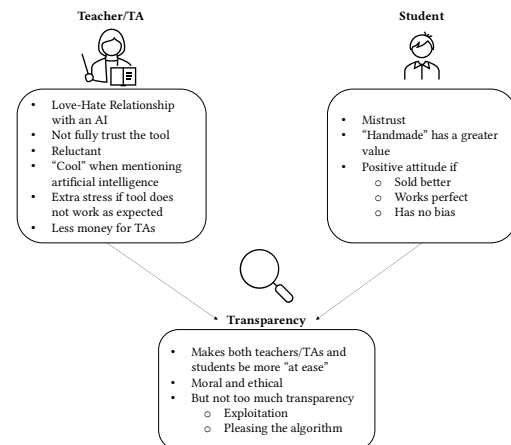 Teacher/TA
• Love-Hate Relationship
with an AI
• Not fully trust the tool
• Reluctant
• “Cool” when mentioning
artificial intelligence
• Extra stress if tool does
not work as expected
• Less money for TAs
Student
• Mistrust
• “Handmade” has a greater
value
• Positive attitude if
o Sold better
o Works perfect
o Has no bias
Transparency
• Makes both teachers/TAs and
students be more “at ease”
• Moral and ethical
• But not too much transparency
o Exploitation
o Pleasing the algorithm